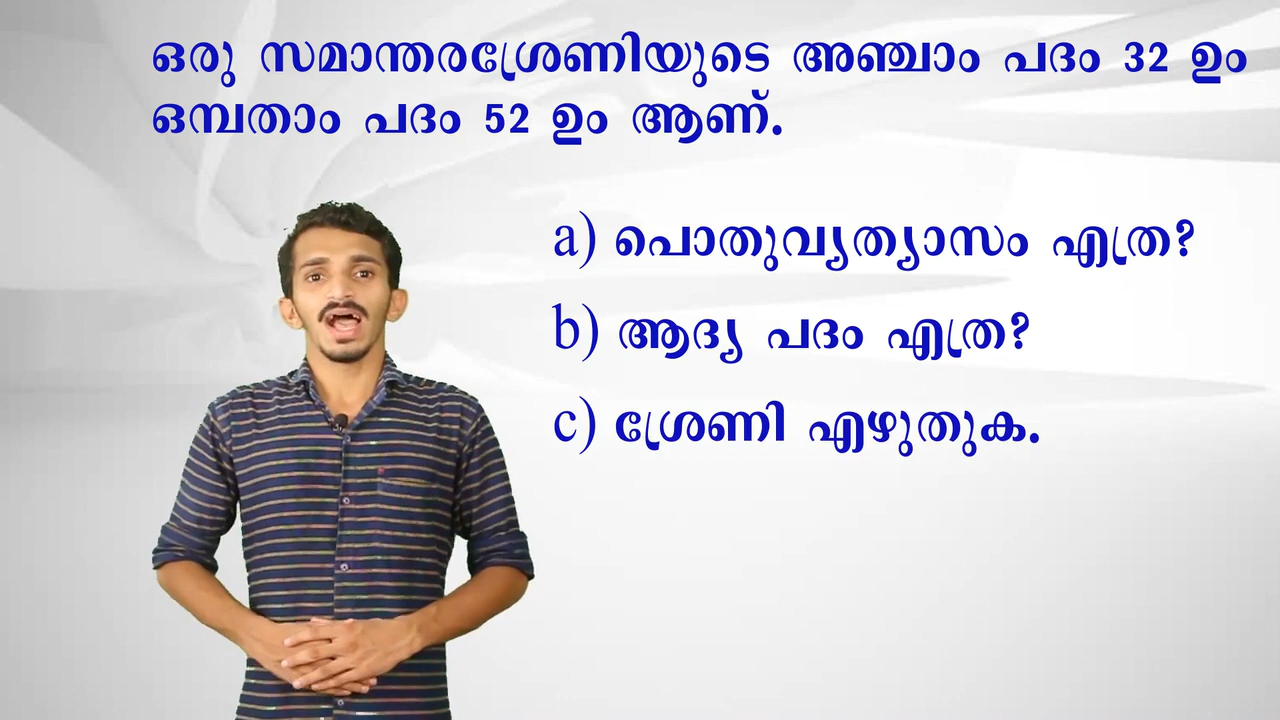 ഒരു സമാന്തരശ്രേണിയുടെ അഞ്ചാം പദം 32 ഉം
ഒമ്പതാം പദം 52 ഉം ആണ്.
a) പൊതുവ്യത്യാസം എത്ര?
b) ആദ്യ പദം എത്ര?
c) ശ്രേണി എഴുതുക.